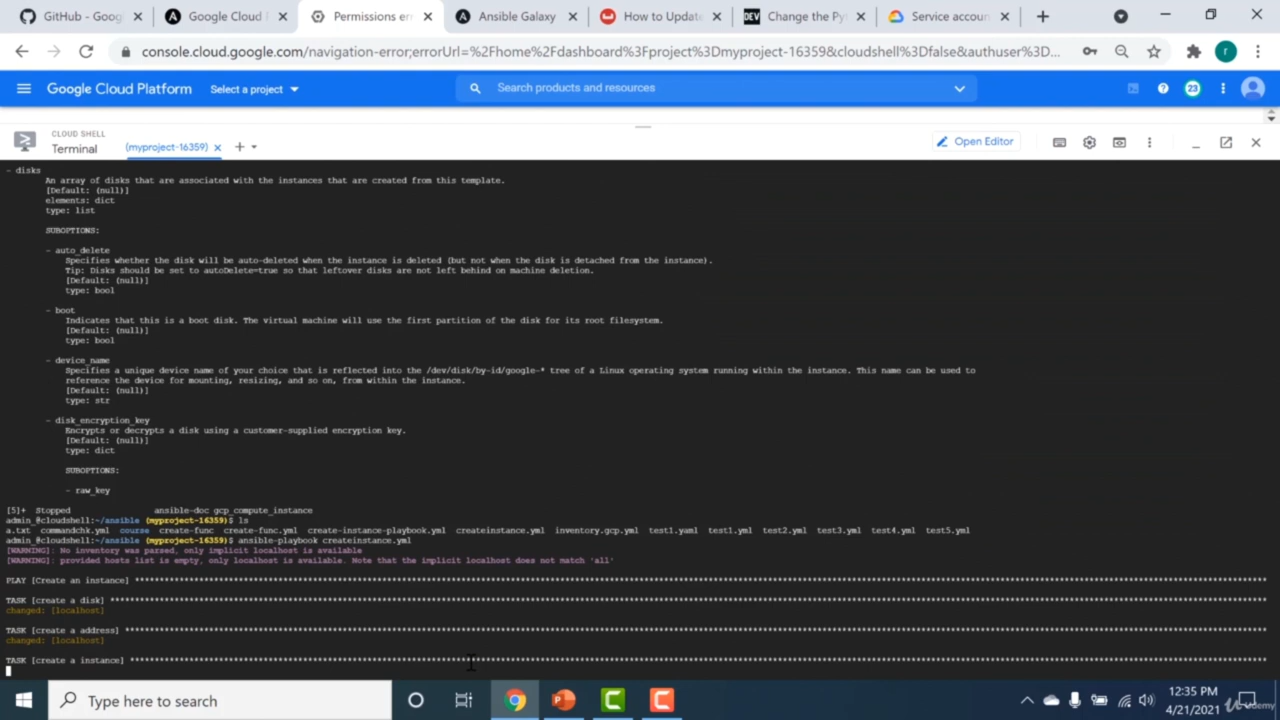 GitHub - Goog
Google Cloud
Permissions err
Ansible Galaxy
How to Update
Change the Py
Service accoun
console.cloud.google.com/navigation-error;errorUrl=%2Fhome%2Fdashboard%3Fproject%3Dmyproject-16359&cloudshell%3Dfalse&authuser%3D...
r
Google Cloud Platform
Select a project
Search products and resources
23
CLOUD SHELL
Terminal
(myproject-16359)
Open Editor
- disks
An array of disks that are associated with the instances that are created from this template.
[Default: (null)]
elements: dict
type: list
SUBOPTIONS:
- auto_delete
Specifies whether the disk will be auto-deleted when the instance is deleted (but not when the disk is detached from the instance).
Tip: Disks should be set to autoDelete=true so that leftover disks are not left behind on machine deletion.
[Default: (null)]
type: bool
- boot
Indicates that this is a boot disk. The virtual machine will use the first partition of the disk for its root filesystem.
[Default: (null)]
type: bool
- device_name
Specifies a unique device name of your choice that is reflected into the /dev/disk/by-id/google-* tree of a Linux operating system running within the instance. This name can be used to
reference the device for mounting, resizing, and so on, from within the instance.
[Default: (null)]
type: str
- disk_encryption_key
Encrypts or decrypts a disk using a customer-supplied encryption key.
[Default: (null)]
type: dict
SUBOPTIONS:
- raw_key
[5]+ Stopped ansible-doc gcp_compute_instance
admin_@cloudshell:~/ansible (myproject-16359)$ ls
a.txt commandchk.yml course create-func create-func.yml create-instance-playbook.yml createinstance.yml inventory.gcp.yml test1.yaml test1.yml test2.yml test3.yml test4.yml test5.yml
admin_@cloudshell:~/ansible (myproject-16359)$ ansible-playbook createinstance.yml
[WARNING]: No inventory was parsed, only implicit localhost is available
[WARNING]: provided hosts list is empty, only localhost is available. Note that the implicit localhost does not match 'all'
PLAY [Create an instance] ****
TASK [create a disk] ****
changed: [localhost]
TASK [create a address] ****
changed: [localhost]
TASK [create a instance] ****
Type here to search
12:35 PM
4/21/2021
Udemy